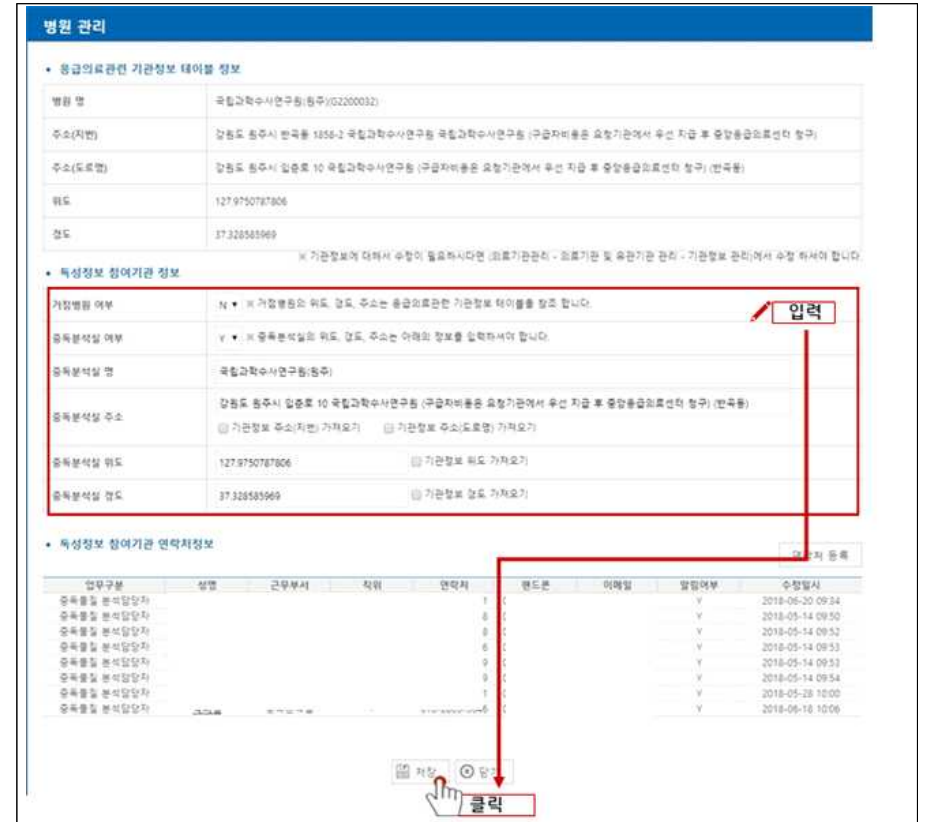 병원 관리
• 응급의료관련 기관정보 테이블 정보
병원 명 국립과학수사연구원(원주)(G2200032)
주소(지번) 강원도 원주시 반곡동 1858-2 국립과학수사연구원 국립과학수사연구원 (구급차비용은 요청기관에서 우선 지급 후 중앙응급의료센터 청구)
주소(도로명) 강원도 원주시 입춘로 10 국립과학수사연구원 (구급차비용은 요청기관에서 우선 지급 후 중앙응급의료센터 청구) (반곡동)
위도 127.9750787806
경도 37.328585969
※ 기관정보에 대해서 수정이 필요하시다면 (의료기관관리 - 의료기관 및 유관기관 관리 - 기관정보 관리)에서 수정 하셔야 합니다.
• 독성정보 참여기관 정보
거점병원 여부 N ▼ ※ 거점병원의 위도, 경도, 주소는 응급의료관련 기관정보 테이블을 참조 합니다.
입력
중독분석실 여부 Y ▼ ※ 중독분석실의 위도, 경도, 주소는 아래의 정보를 입력하셔야 합니다.
중독분석실 명 국립과학수사연구원(원주)
중독분석실 주소 강원도 원주시 입춘로 10 국립과학수사연구원 (구급차비용은 요청기관에서 우선 지급 후 중앙응급의료센터 청구) (반곡동)
기관정보 주소(지번) 가져오기 기관정보 주소(도로명) 가져오기
중독분석실 위도 127.9750787806 기관정보 위도 가져오기
중독분석실 경도 37.328585969 기관정보 경도 가져오기
• 독성정보 참여기관 연락처정보
등록
업무구분 성명 근무부서 직위 연락처 핸드폰 이메일 알림여부 수정일시
중독물질 분석담당자 1 Y 2018-06-20 09:34
중독물질 분석담당자 8 Y 2018-05-14 09:50
중독물질 분석담당자 8 Y 2018-05-14 09:52
중독물질 분석담당자 6 Y 2018-05-14 09:53
중독물질 분석담당자 9 Y 2018-05-14 09:53
중독물질 분석담당자 9 Y 2018-05-14 09:54
중독물질 분석담당자 1 Y 2018-05-28 10:00
중독물질 분석담당자 6 Y 2018-06-18 10:06
저장
클릭